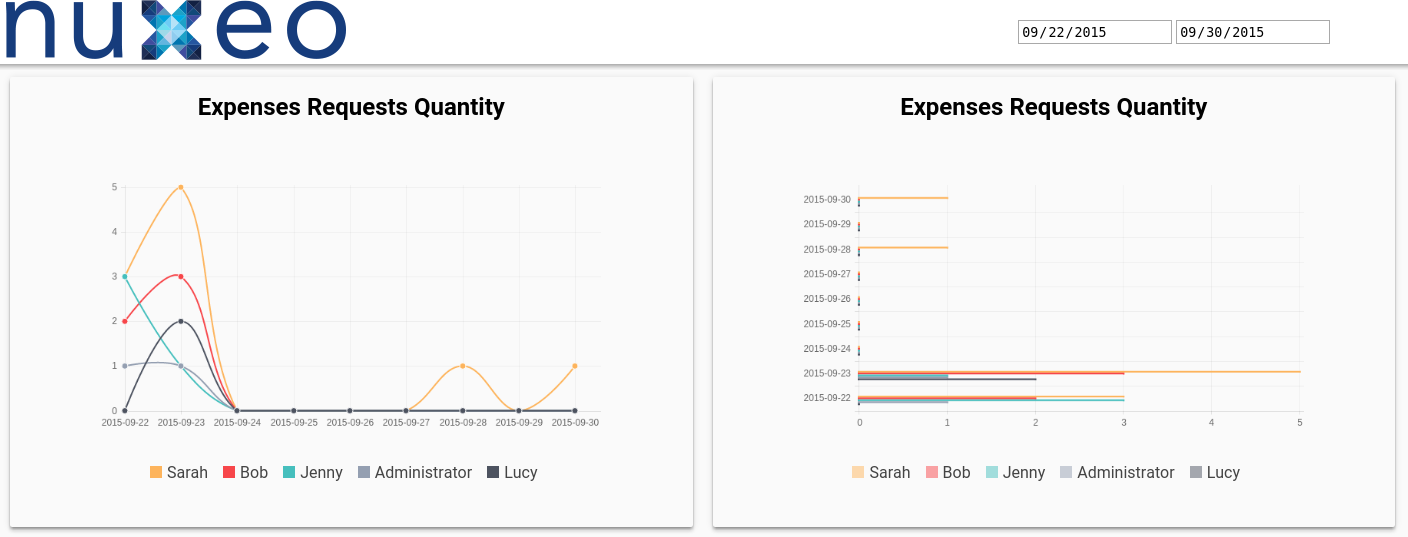 nuxeo
09/22/2015 09/30/2015
Expenses Requests Quantity
5
4
3
2
1
0
2015-09-22 2015-09-23 2015-09-24 2015-09-25 2015-09-26 2015-09-27 2015-09-28 2015-09-29 2015-09-30
Sarah Bob Jenny Administrator Lucy
Expenses Requests Quantity
2015-09-30
2015-09-29
2015-09-28
2015-09-27
2015-09-26
2015-09-25
2015-09-24
2015-09-23
2015-09-22
0 1 2 3 4 5
Sarah Bob Jenny Administrator Lucy